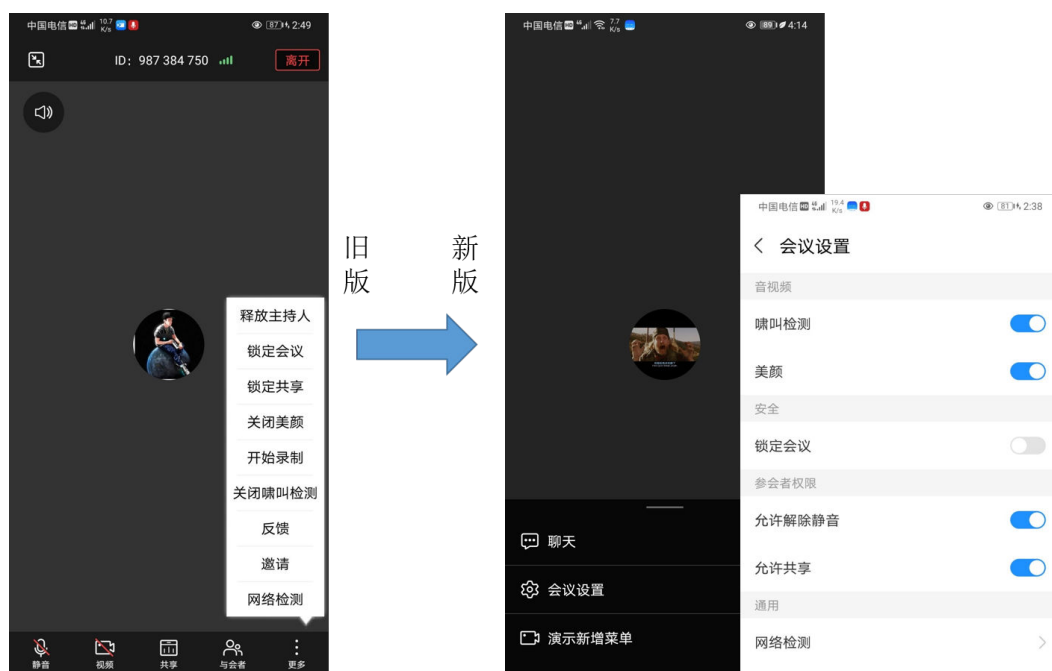 中国电信 HD 46 10.7 K/s 87 2:49
ID: 987 384 750
离开
释放主持人
锁定会议
锁定共享
关闭美颜
开始录制
关闭啸叫检测
反馈
邀请
网络检测
静音 视频 共享 与会者 更多
旧
版
新
版
中国电信 HD 46 7.7 K/s 89 4:14
聊天
会议设置
演示新增菜单
中国电信 HD 46 19.4 K/s 81 2:38
会议设置
音视频
啸叫检测
美颜
安全
锁定会议
参会者权限
允许解除静音
允许共享
通用
网络检测